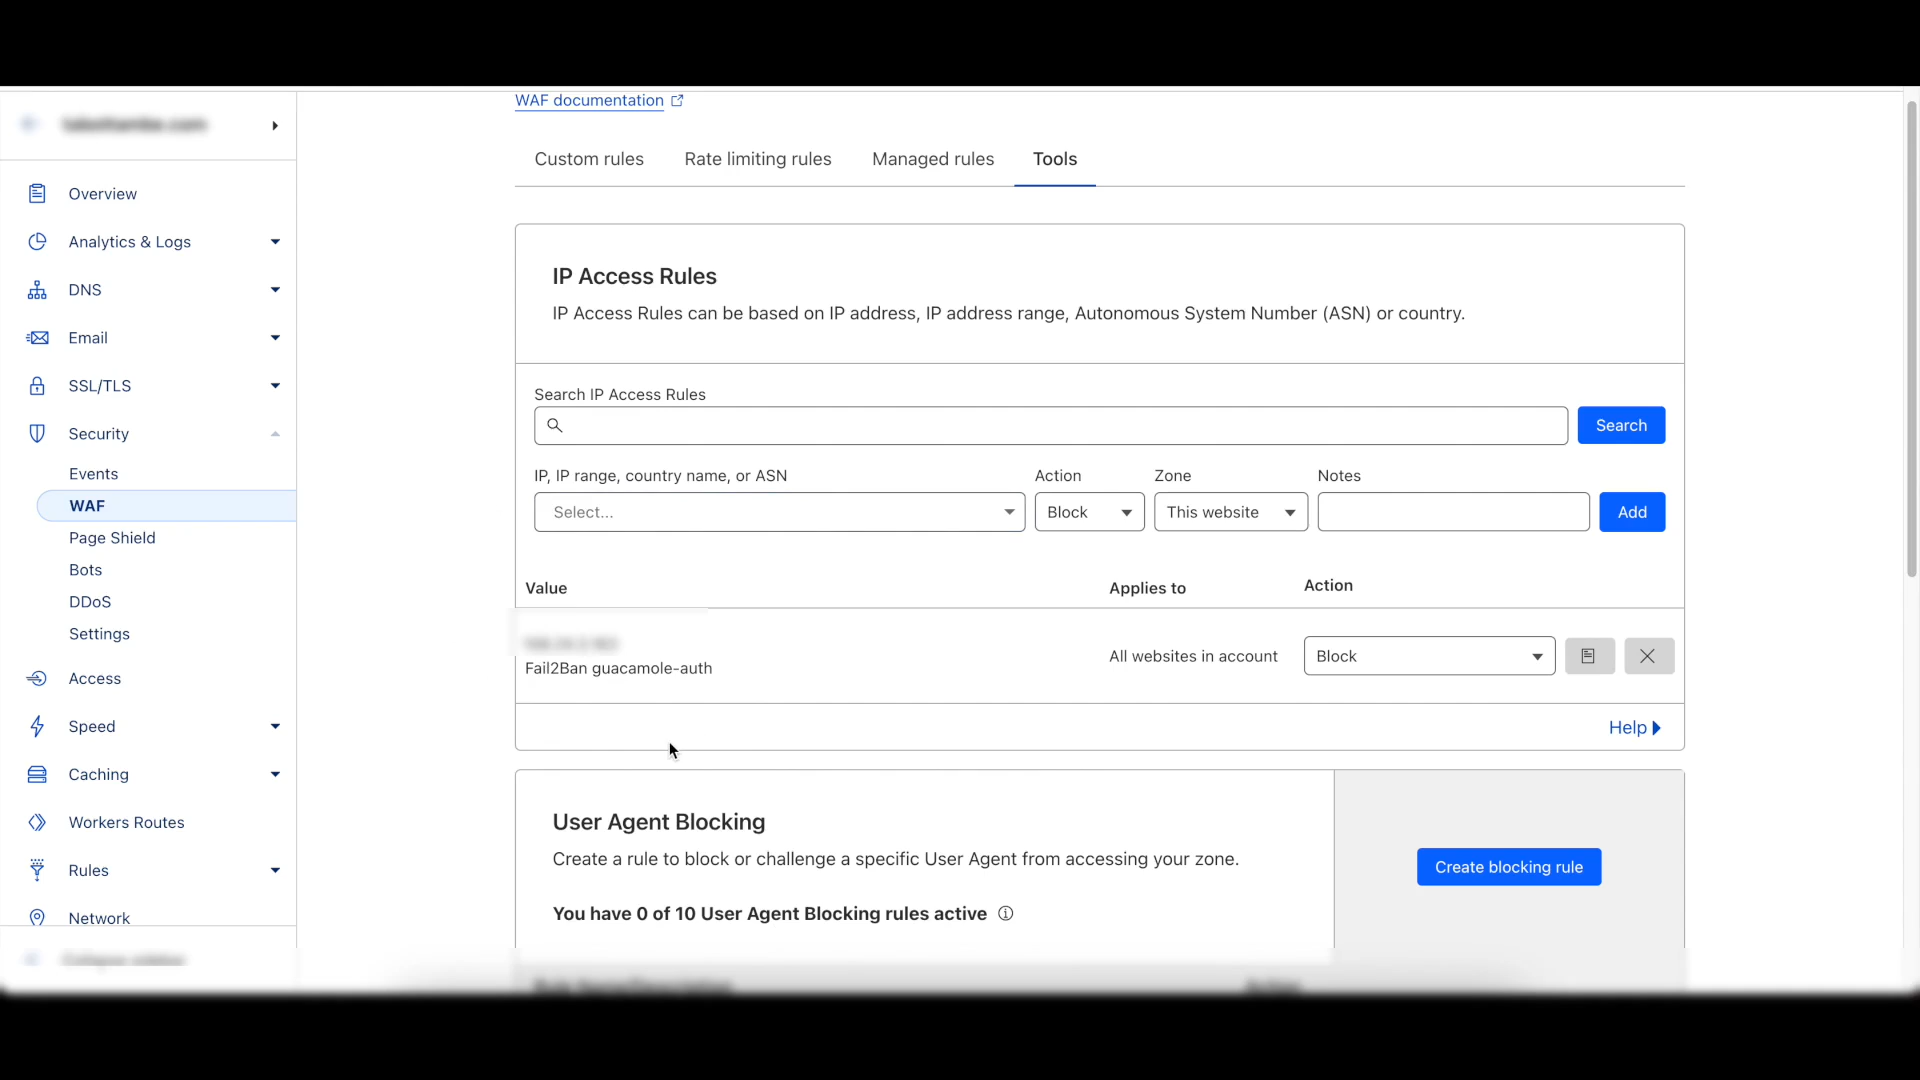 WAF documentation
Custom rules
Rate limiting rules
Managed rules
Tools
Overview
Analytics & Logs
DNS
Email
SSL/TLS
Security
Events
WAF
Page Shield
Bots
DDoS
Settings
Access
Speed
Caching
Workers Routes
Rules
Network
IP Access Rules
IP Access Rules can be based on IP address, IP address range, Autonomous System Number (ASN) or country.
Search IP Access Rules
Search
IP, IP range, country name, or ASN
Action
Zone
Notes
Select...
Block
This website
Add
Value
Applies to
Action
Fail2Ban guacamole-auth
All websites in account
Block
Help
User Agent Blocking
Create a rule to block or challenge a specific User Agent from accessing your zone.
Create blocking rule
You have 0 of 10 User Agent Blocking rules active